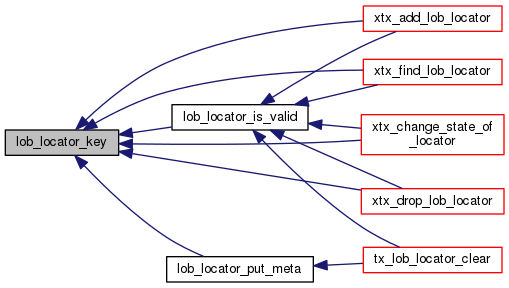 lob_locator_key
lob_locator_is_valid
lob_locator_put_meta
xtx_add_lob_locator
xtx_find_lob_locator
xtx_change_state_of
_locator
xtx_drop_lob_locator
tx_lob_locator_clear